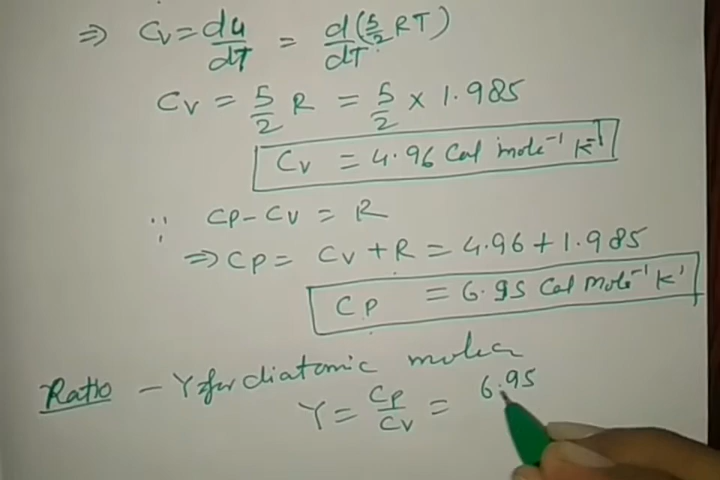 ⇒ Cv = du/dT = d(5/2 RT)/dT
Cv = 5/2 R = 5/2 × 1.985
Cv = 4.96 Cal mole⁻¹ K⁻¹
∵ Cp - Cv = R
⇒ Cp = Cv + R = 4.96 + 1.985
Cp = 6.95 Cal Mole⁻¹ K⁻¹
Ratio - γ for diatomic molec
γ = Cp/Cv = 6.95